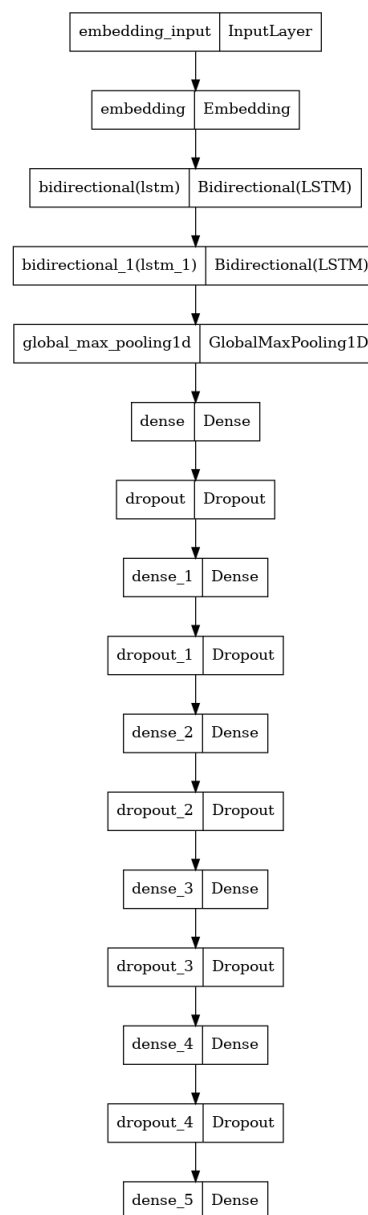 embedding_input InputLayer
embedding Embedding
bidirectional(lstm) Bidirectional(LSTM)
bidirectional_1(lstm_1) Bidirectional(LSTM)
global_max_pooling1d GlobalMaxPooling1D
dense Dense
dropout Dropout
dense_1 Dense
dropout_1 Dropout
dense_2 Dense
dropout_2 Dropout
dense_3 Dense
dropout_3 Dropout
dense_4 Dense
dropout_4 Dropout
dense_5 Dense